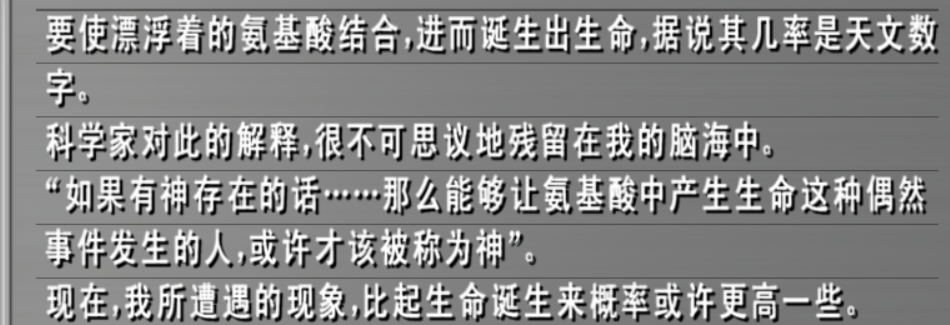 要使漂浮着的氨基酸结合,进而诞生出生命,据说其几率是天文数
字。
科学家对此的解释,很不可思议地残留在我的脑海中。
“如果有神存在的话……那么能够让氨基酸中产生生命这种偶然
事件发生的人,或许才该被称为神”。
现在,我所遭遇的现象,比起生命诞生来概率或许更高一些。